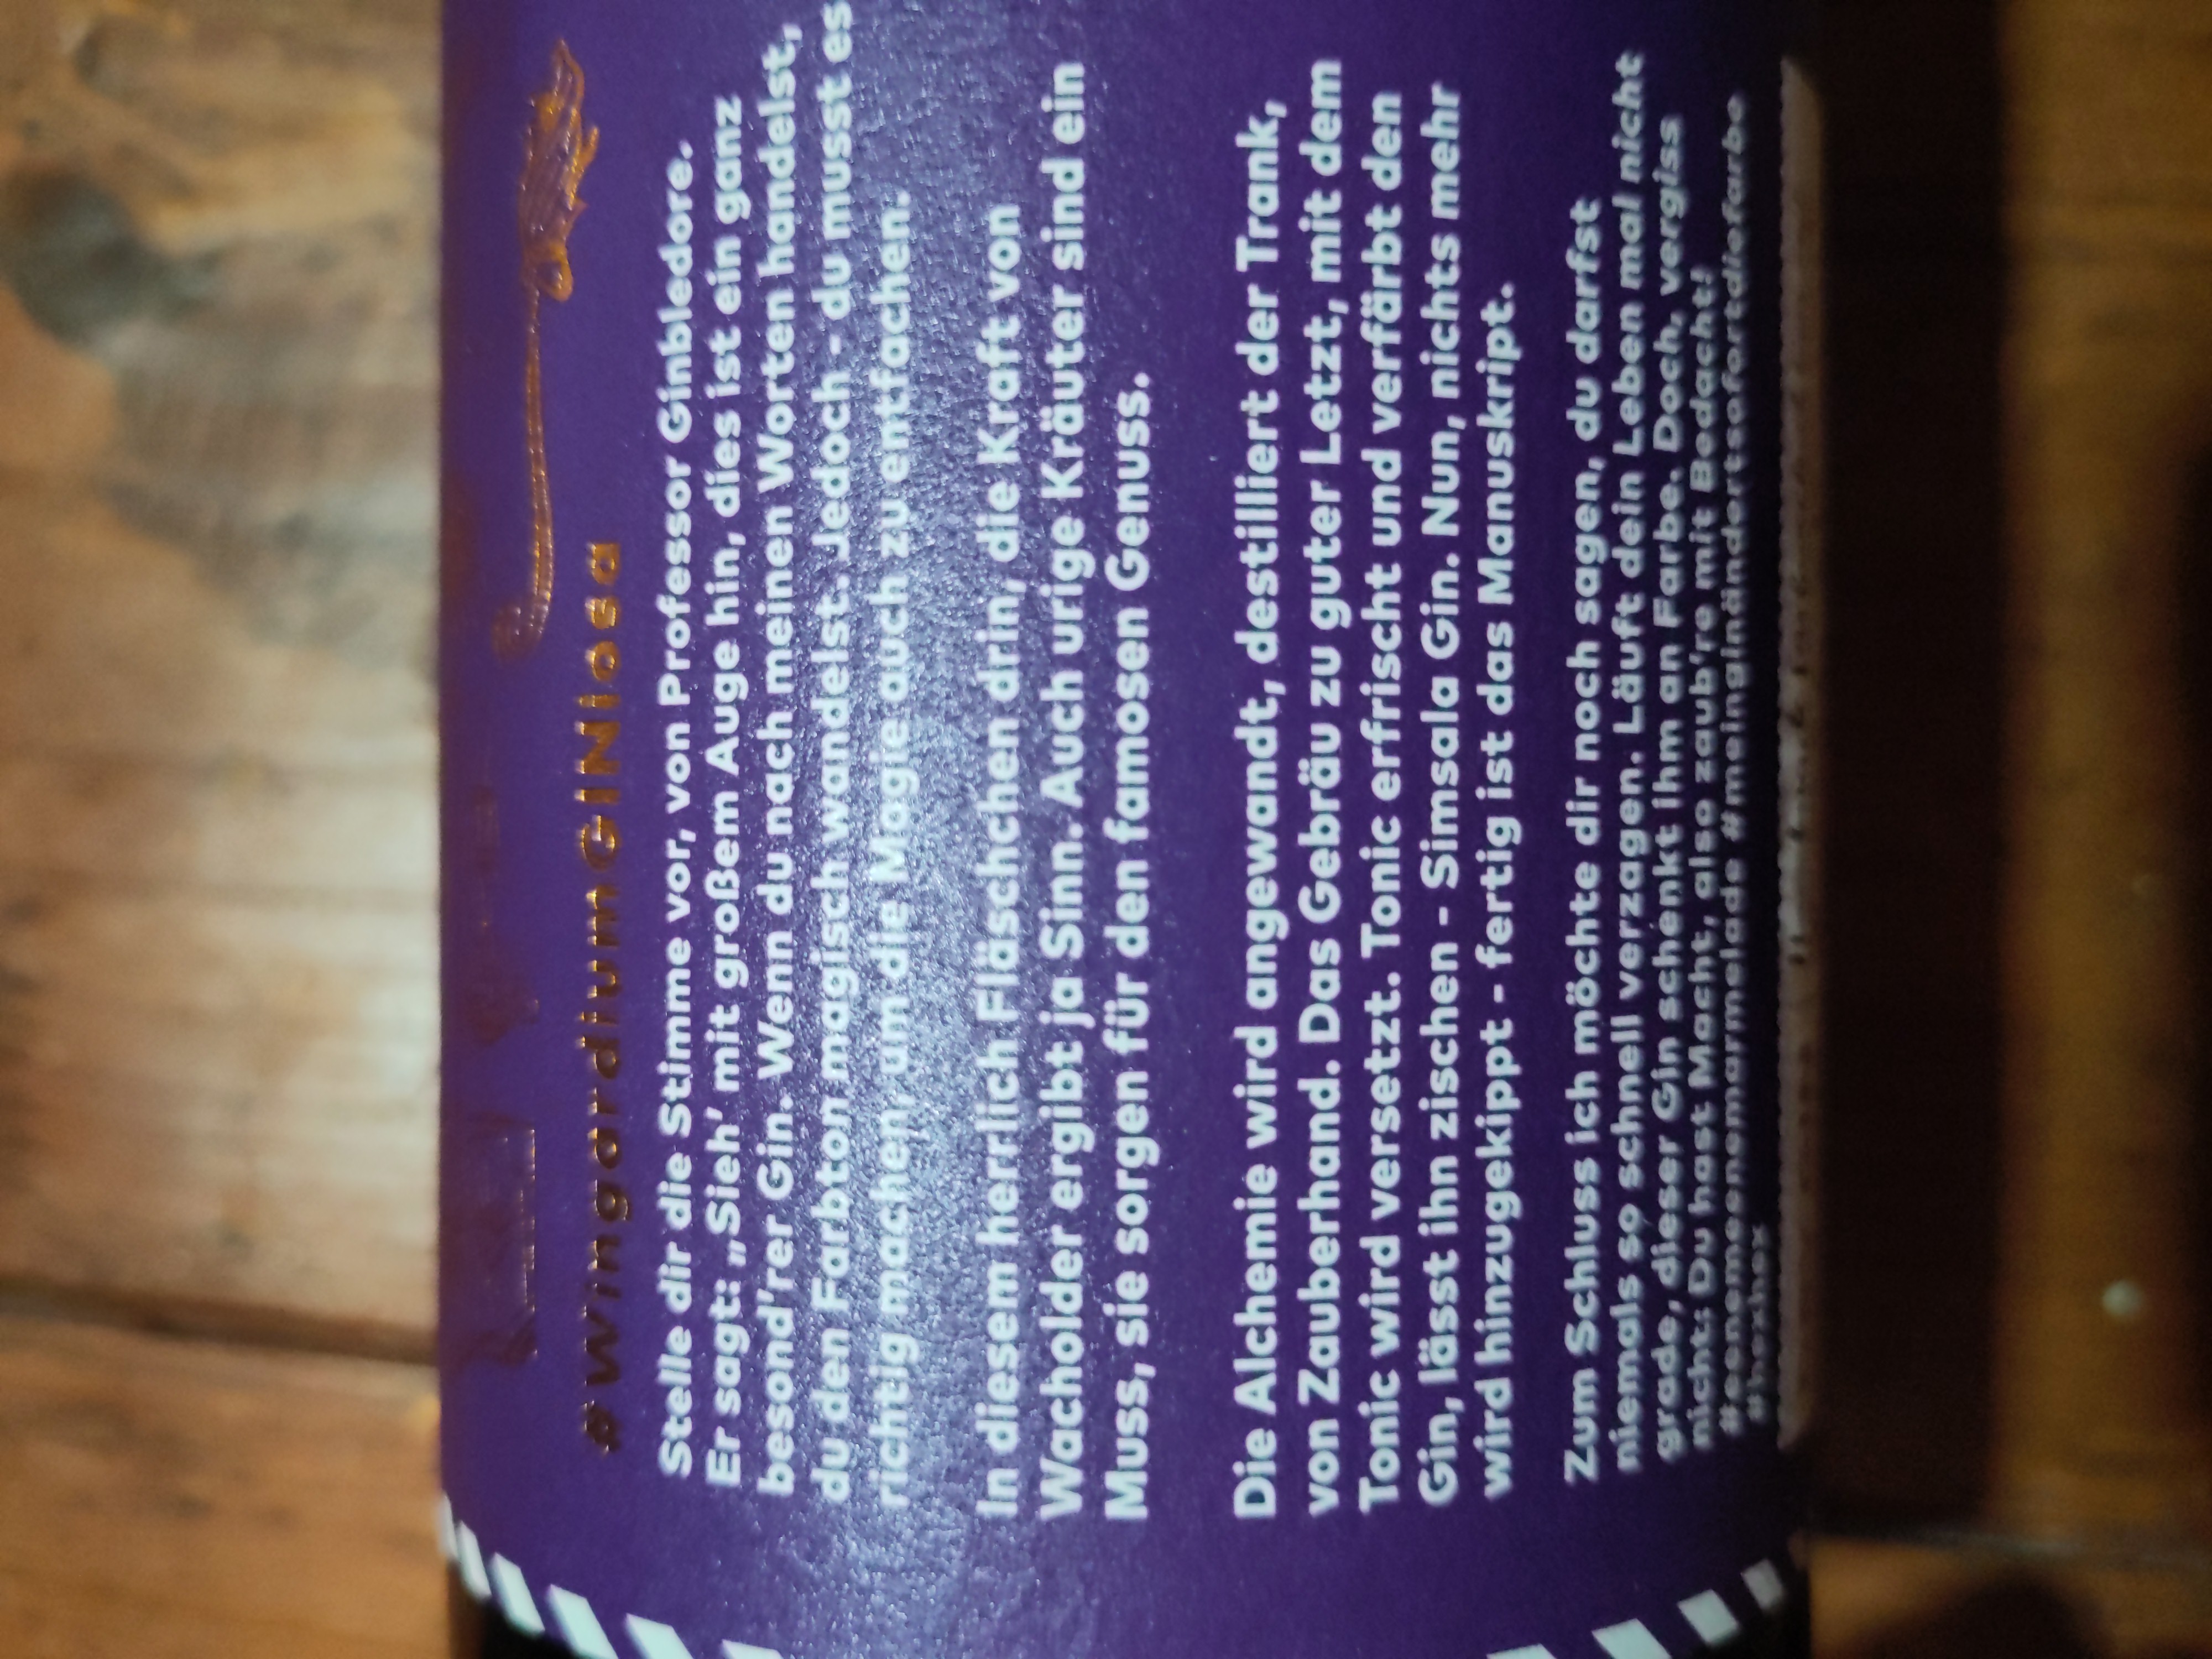 #WingardiumGINiosa
Stelle dir die Stimme vor, von Professor Ginbledore.
Er sagt: „Sieh' mit großem Auge hin, dies ist ein ganz
besond'rer Gin. Wenn du nach meinen Worten handelst,
du den Farbton magisch wandelst. Jedoch - du musst es
richtig machen, um die Magie auch zu entfachen.
In diesem herrlich Fläschchen drin, die Kraft von
Wacholder ergibt ja Sinn. Auch urige Kräuter sind ein
Muss, sie sorgen für den famosen Genuss.
Die Alchemie wird angewandt, destilliert der Trank,
von Zauberhand. Das Gebräu zu guter Letzt, mit dem
Tonic wird versetzt. Tonic erfrischt und verfärbt den
Gin, lässt ihn zischen - Simsala Gin. Nun, nichts mehr
wird hinzugekippt - fertig ist das Manuskript.
Zum Schluss ich möchte dir noch sagen, du darfst
niemals so schnell verzagen. Läuft dein Leben mal nicht
grade, dieser Gin schenkt ihm an Farbe. Doch, vergiss
nicht: Du hast Macht, also zaub're mit Bedacht!
#eenemeenemarmelade #meinginändertsofortdiefarbe
#hexhex